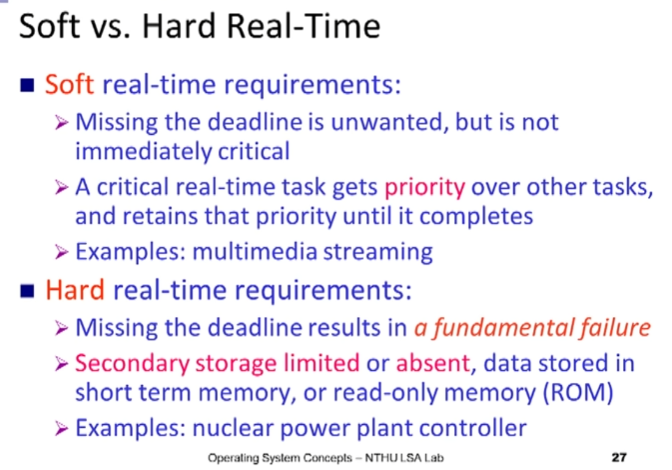 Soft vs. Hard Real-Time
■ Soft real-time requirements:
➢ Missing the deadline is unwanted, but is not
immediately critical
➢ A critical real-time task gets priority over other tasks,
and retains that priority until it completes
➢ Examples: multimedia streaming
■ Hard real-time requirements:
➢ Missing the deadline results in a fundamental failure
➢ Secondary storage limited or absent, data stored in
short term memory, or read-only memory (ROM)
➢ Examples: nuclear power plant controller
Operating System Concepts – NTHU LSA Lab 27